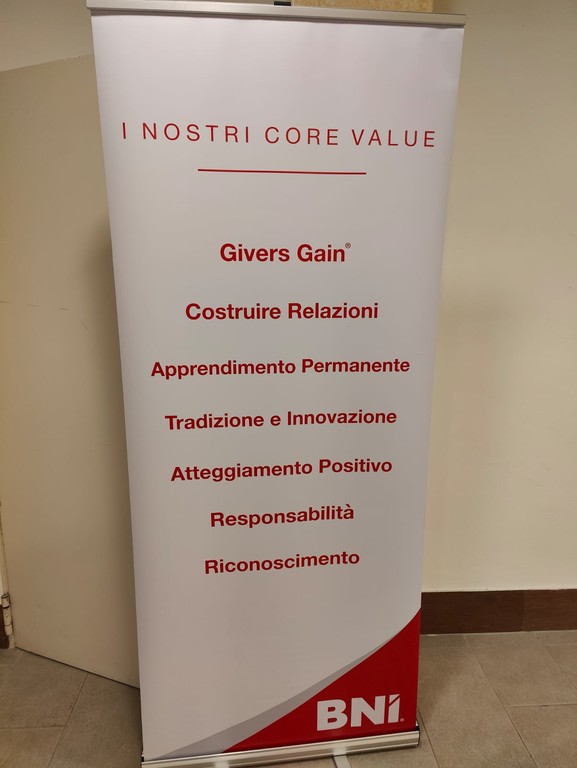 I NOSTRI CORE VALUE
Givers Gain®
Costruire Relazioni
Apprendimento Permanente
Tradizione e Innovazione
Atteggiamento Positivo
Responsabilità
Riconoscimento
BNI®